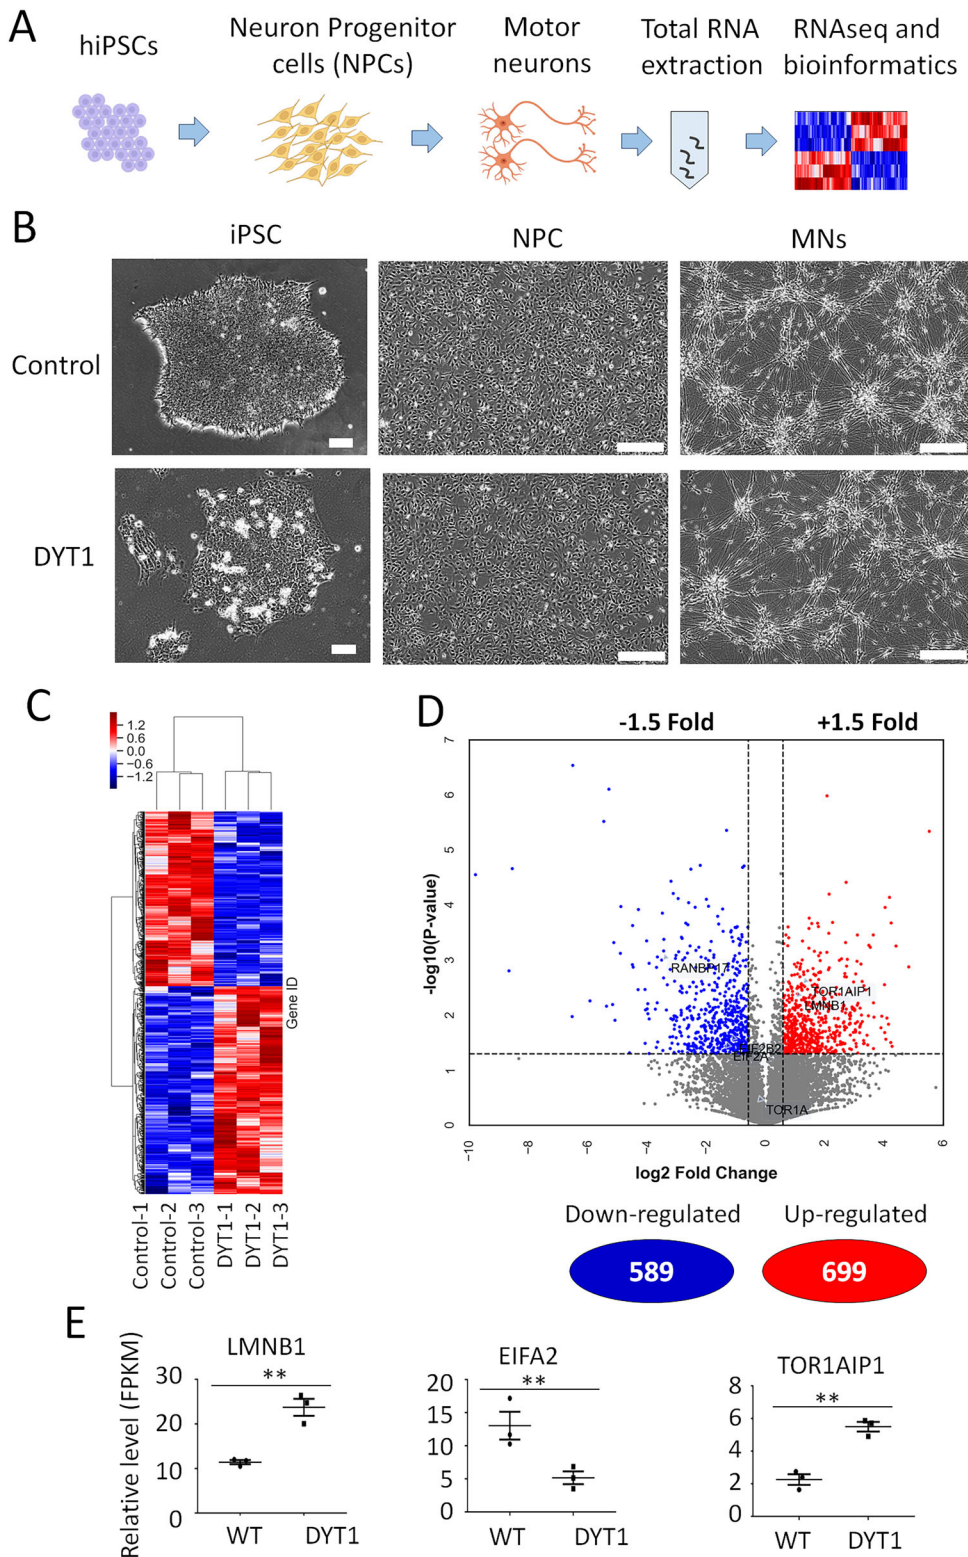 A
hiPSCs
Neuron Progenitor
cells (NPCs)
Motor
neurons
Total RNA
extraction
RNAseq and
bioinformatics
B
iPSC
NPC
MNs
Control
DYT1
C
1.2
0.6
0.0
−0.6
−1.2
Gene ID
Control-1
Control-2
Control-3
DYT1-1
DYT1-2
DYT1-3
D
-1.5 Fold
+1.5 Fold
7
6
5
4
3
2
1
0
-log10(P-value)
RANBP17
TOR1AIP1
LMNB1
EIF2B2
EIF2A
TOR1A
−10
−8
−6
−4
−2
0
2
4
6
log2 Fold Change
Down-regulated
Up-regulated
589
699
E
Relative level (FPKM)
LMNB1
**
30
20
10
0
WT
DYT1
EIFA2
**
20
15
10
5
0
WT
DYT1
TOR1AIP1
**
8
6
4
2
0
WT
DYT1